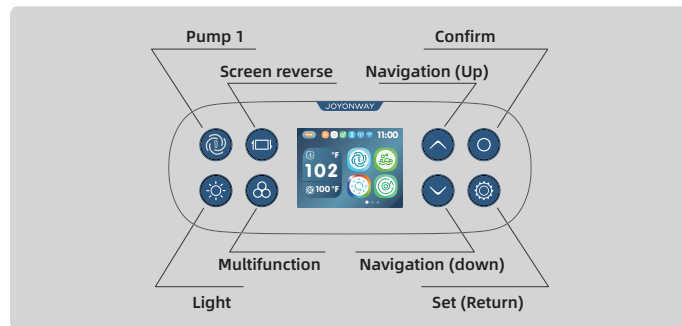 Pump 1
Confirm
Screen reverse
Navigation (Up)
JOYONWAY
11:00
°F
102
100 °F
Multifunction
Navigation (down)
Light
Set (Return)